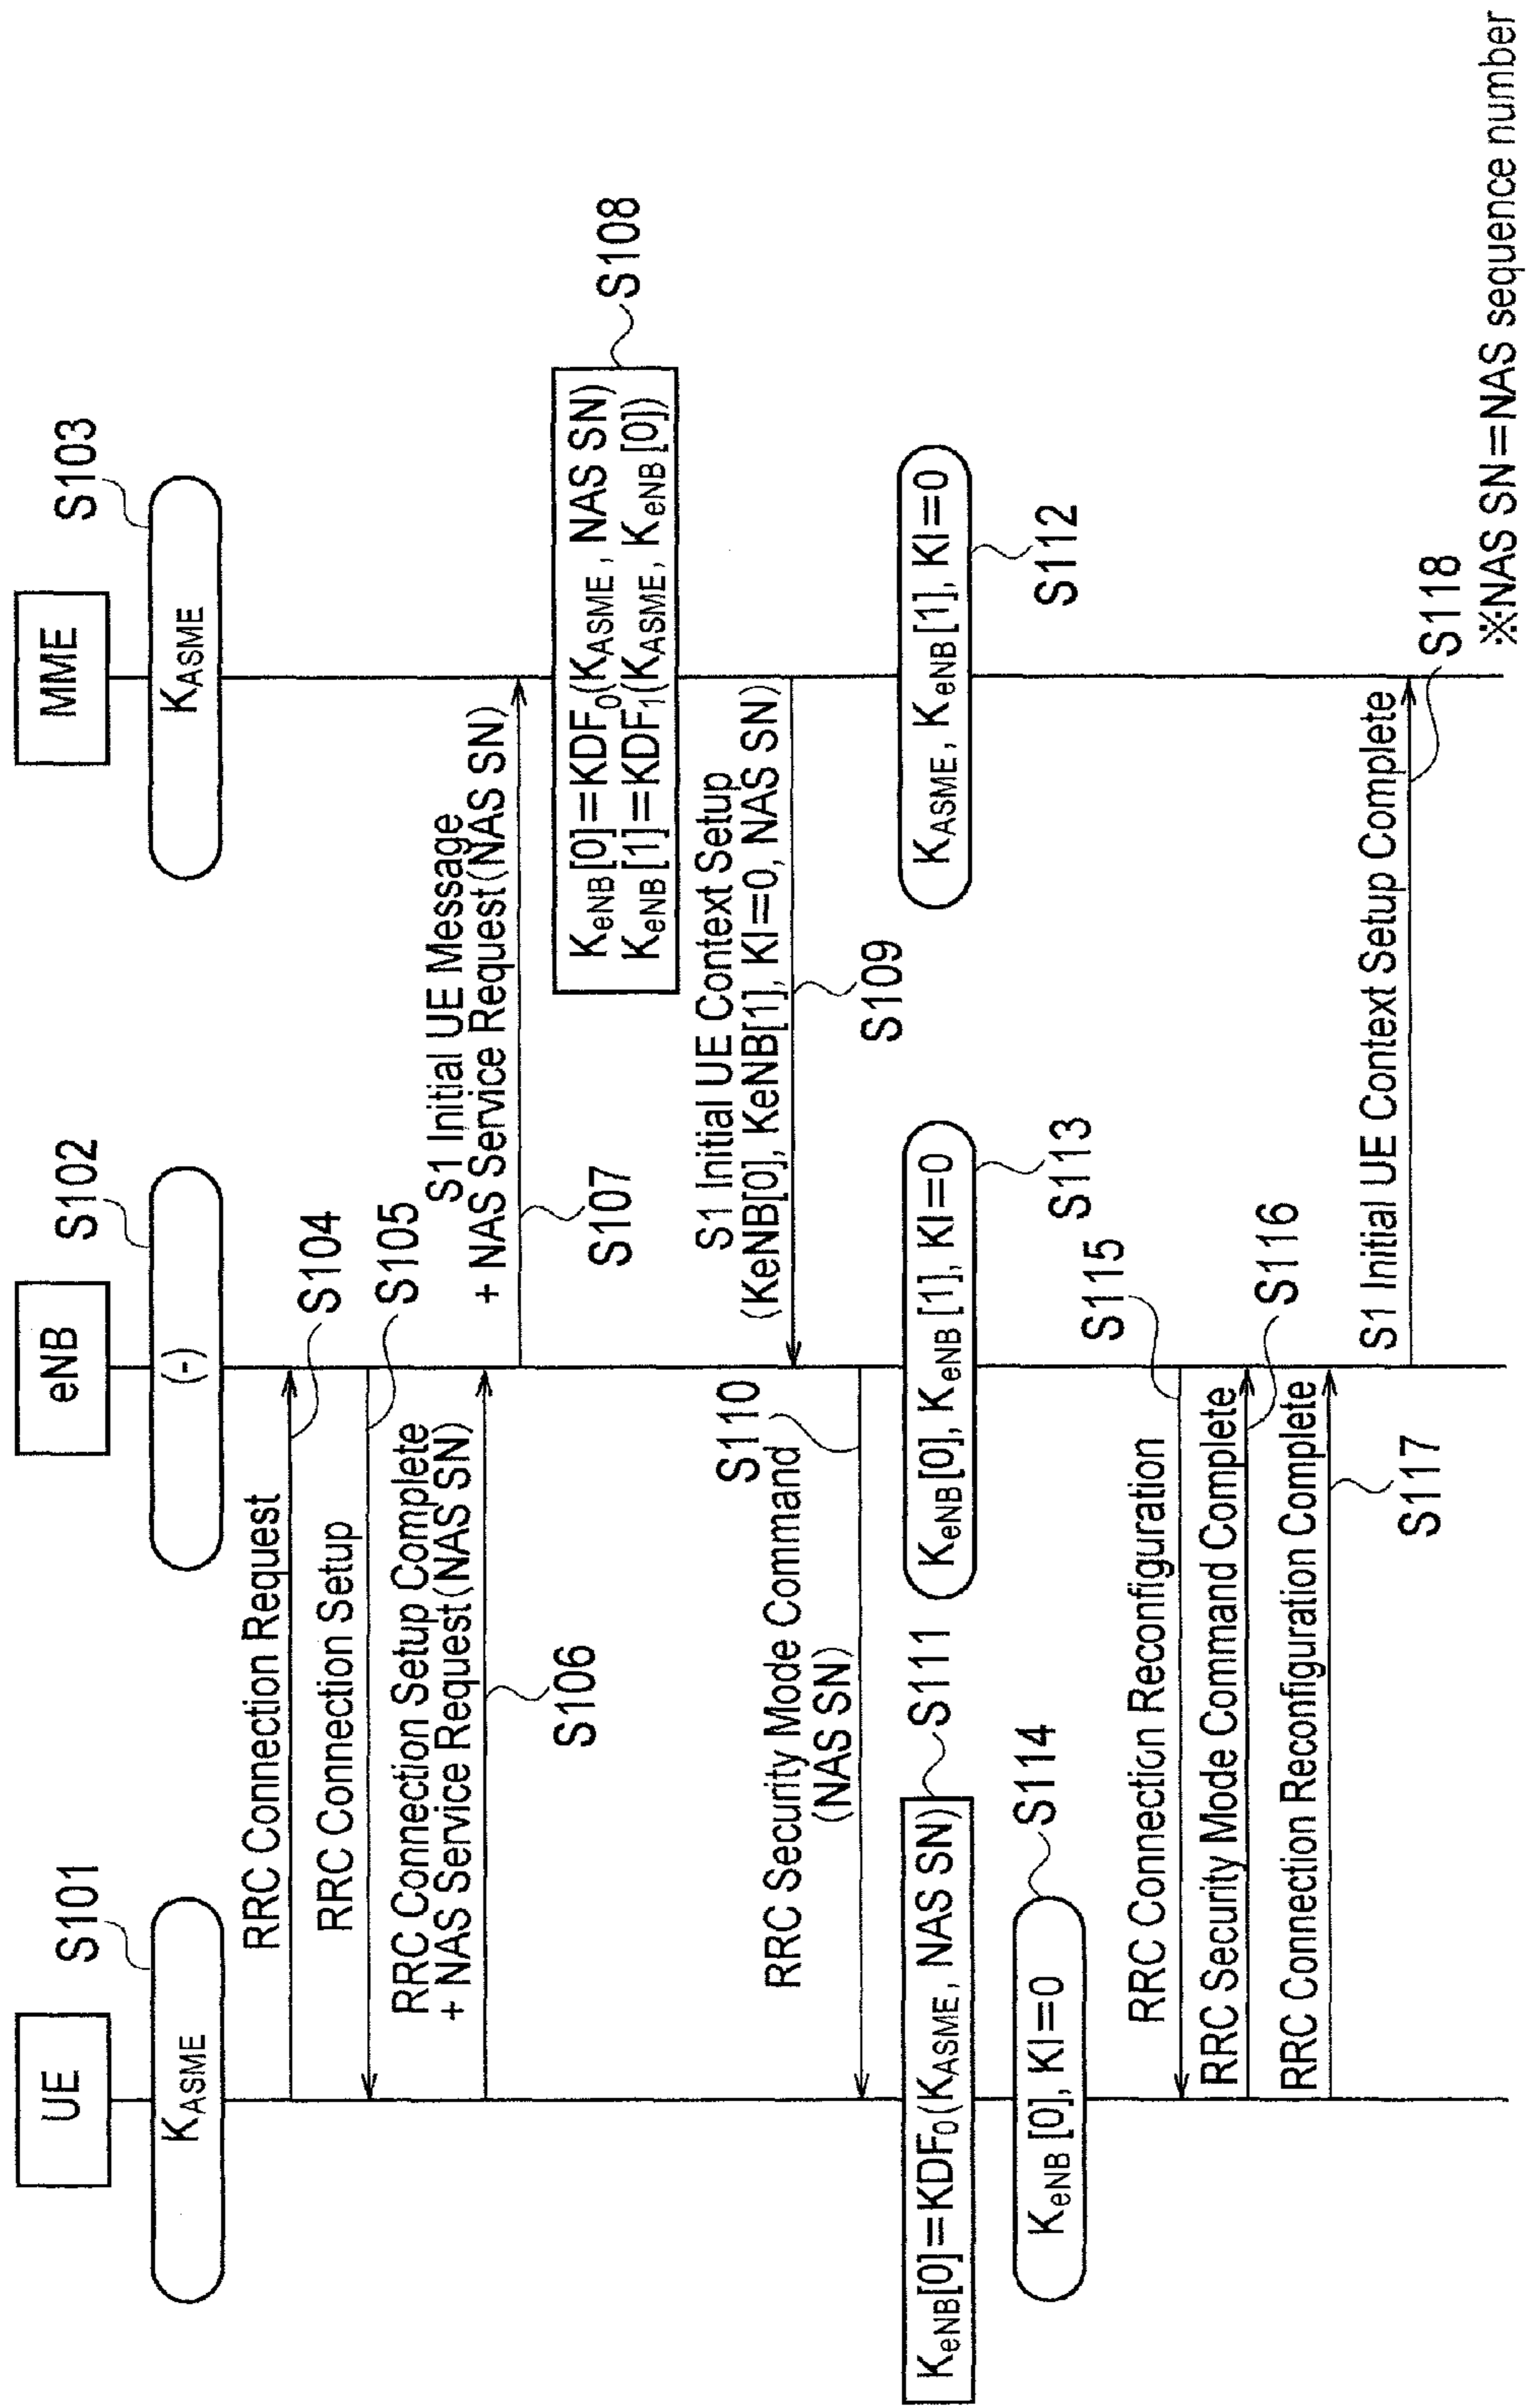 UE
eNB
MME
S101
S102
S103
KASME
(-)
KASME
RRC Connection Request
S104
RRC Connection Setup
S105
RRC Connection Setup Complete
+ NAS Service Request(NAS SN)
S106
S1 Initial UE Message
+ NAS Service Request(NAS SN)
S107
KeNB[0]=KDF0(KASME, NAS SN)
KeNB[1]=KDF1(KASME, KeNB[0])
S108
S1 Initial UE Context Setup
(KeNB[0], KeNB[1], KI=0, NAS SN)
S109
S110
RRC Security Mode Command
(NAS SN)
KeNB[0]=KDF0(KASME, NAS SN)
S111
KASME, KeNB[1], KI=0
S112
KeNB[0], KeNB[1], KI=0
S113
KeNB[0], KI=0
S114
RRC Connection Reconfiguration
S115
RRC Security Mode Command Complete
S116
RRC Connection Reconfiguration Complete
S117
S1 Initial UE Context Setup Complete
S118
※NAS SN=NAS sequence number